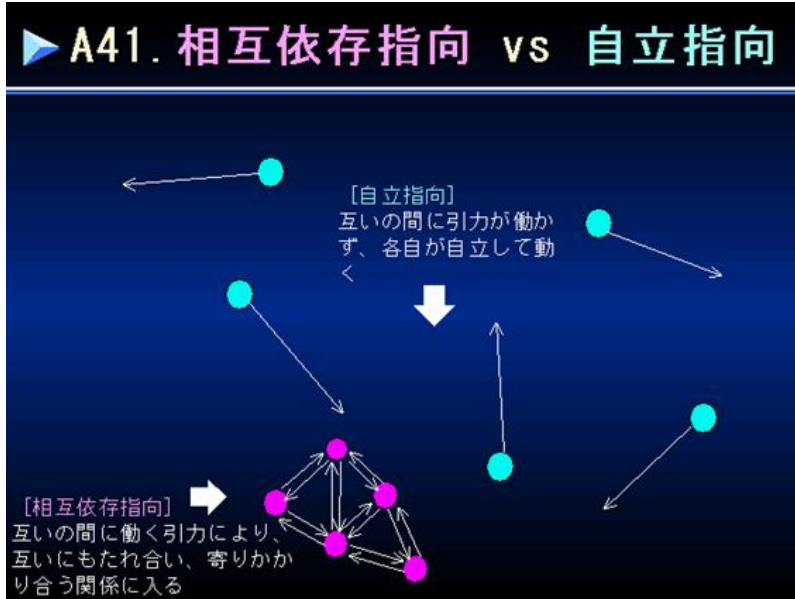 A41.相互依存指向 vs 自立指向
[自立指向]
互いの間に引力が働か
ず、各自が自立して動
く
[相互依存指向]
互いの間に働く引力により、
互いにもたれ合い、寄りかか
り合う関係に入る